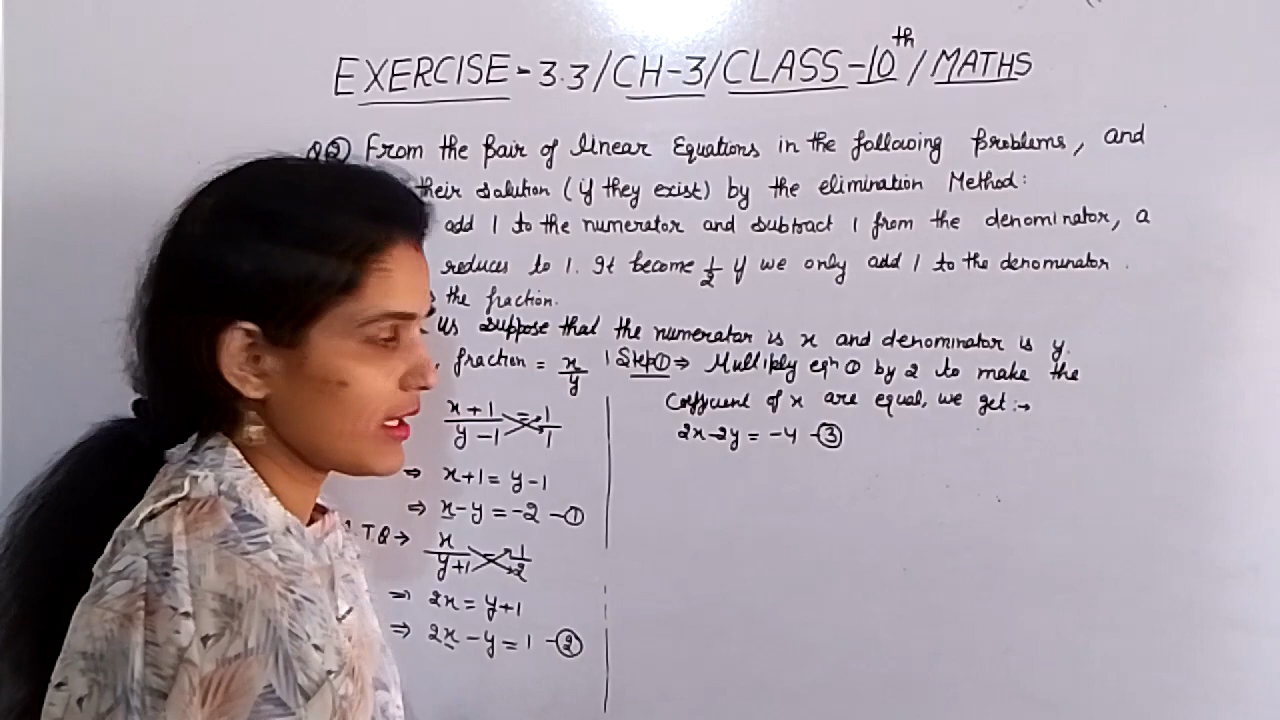 EXERCISE - 3.3 / CH-3 / CLASS - 10th / MATHS
Q② From the Pair of linear Equations in the following Problems, and
their solution (if they exist) by the elimination Method:
add 1 to the numerator and subtract 1 from the denominator, a
reduces to 1. It become 1/2 if we only add 1 to the denominator.
the fraction.
us suppose that the numerator is x and denominator is y.
fraction = x/y
x+1/y-1 = 1/1
⇒ x+1 = y-1
⇒ x-y = -2 -①
T.Q → x/y+1 = 1/2
⇒ 2x = y+1
⇒ 2x - y = 1 -②
Step① ⇒ Multiply eqn ① by 2 to make the
Cofficient of x are equal, we get :→
2x-2y = -4 -③